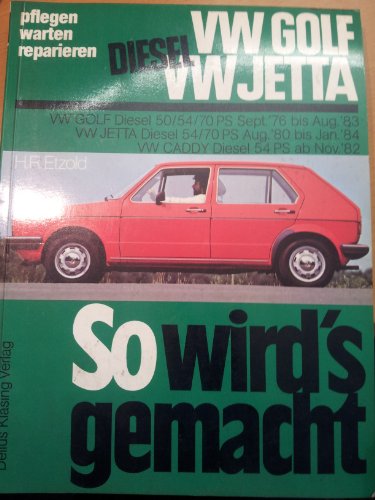 pflegen
warten
reparieren
DIESEL
VW GOLF
VW JETTA
VW GOLF Diesel 50/54/70 PS Sept.'76 bis Aug.'83
VW JETTA Diesel 54/70 PS Aug.'80 bis Jan.'84
VW CADDY Diesel 54 PS ab Nov.'82
H.R. Etzold
So wird's
gemacht
Delius Klasing Verlag